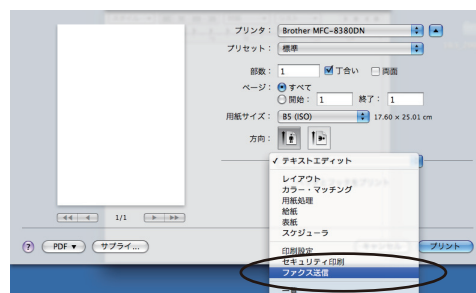 プリンタ： Brother MFC-8380DN
プリセット： 標準
部数： 1 丁合い 両面
ページ： すべて
開始： 1 終了： 1
用紙サイズ： B5 (ISO) 17.60 x 25.01 cm
方向：
✓ テキストエディット
レイアウト
カラー・マッチング
用紙処理
給紙
表紙
スケジューラ
印刷設定
セキュリティ印刷
ファクス送信
1/1
? PDF ▼ サプライ... プリント